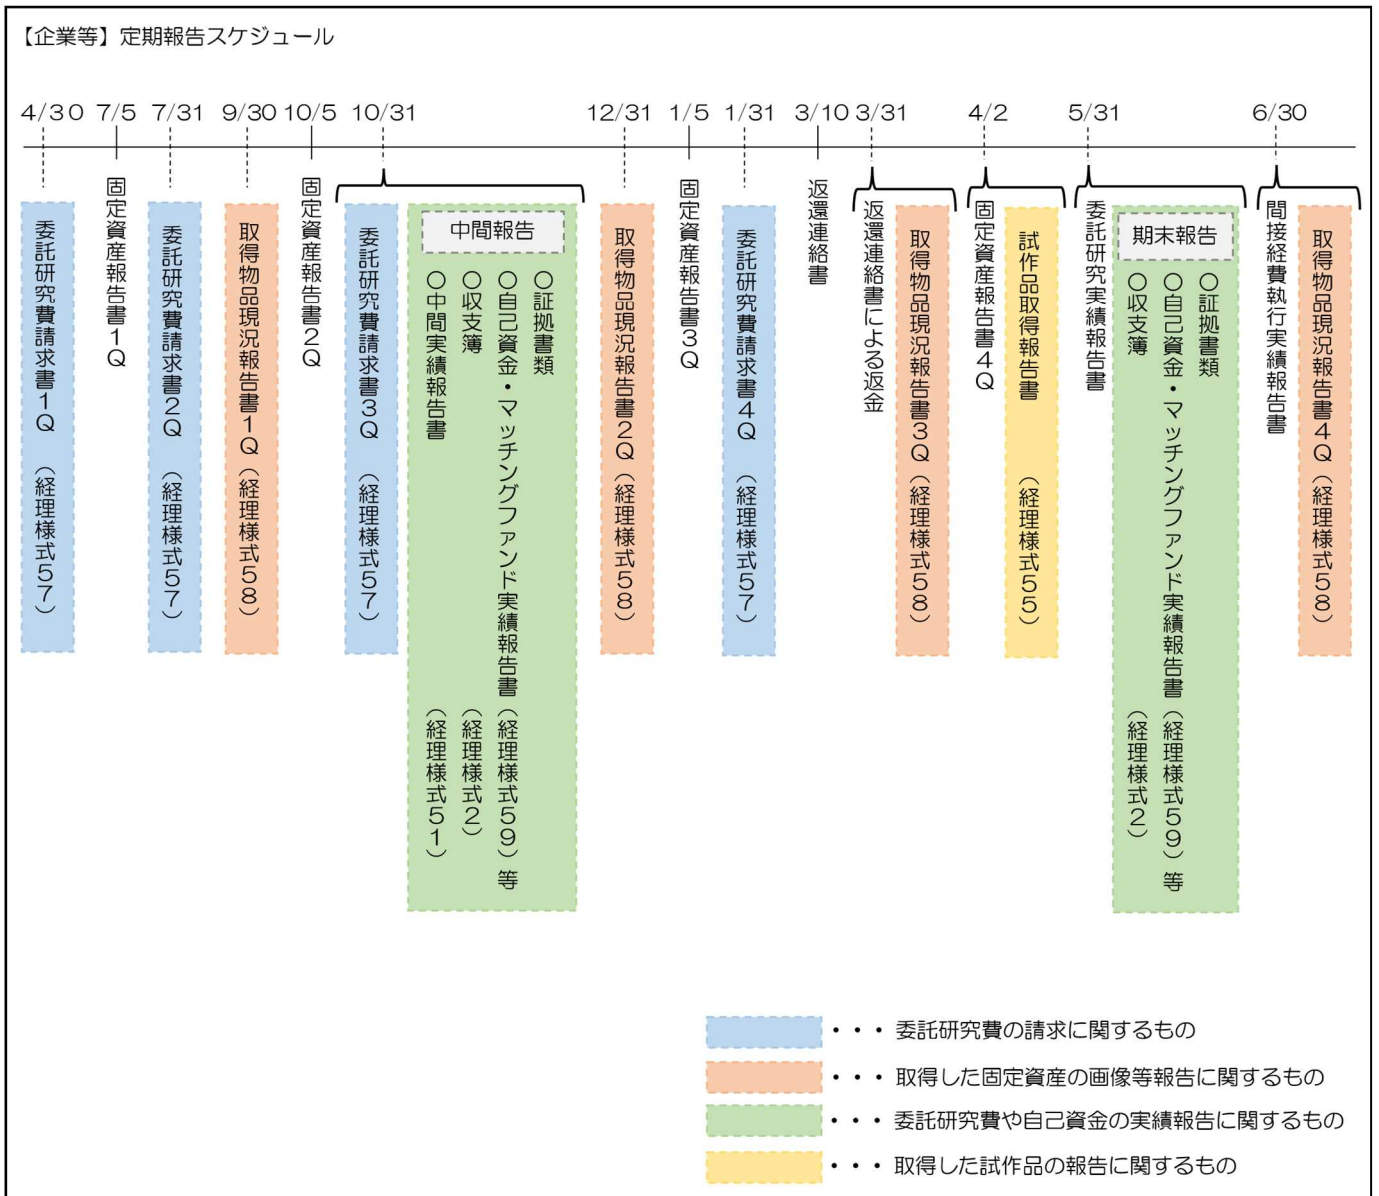 【企業等】定期報告スケジュール
4/30
7/5
7/31
9/30
10/5
10/31
12/31
1/5
1/31
3/10
3/31
4/2
5/31
6/30
委託研究費請求書1Q （経理様式57）
固定資産報告書1Q
委託研究費請求書2Q （経理様式57）
取得物品現況報告書1Q（経理様式58）
固定資産報告書2Q
委託研究費請求書3Q （経理様式57）
中間報告
○証拠書類
○自己資金・マッチングファンド実績報告書（経理様式59）等
○収支簿 （経理様式2）
○中間実績報告書 （経理様式51）
取得物品現況報告書2Q（経理様式58）
固定資産報告書3Q
委託研究費請求書4Q （経理様式57）
返還連絡書
返還連絡書による返金
取得物品現況報告書3Q（経理様式58）
固定資産報告書4Q
試作品取得報告書 （経理様式55）
委託研究実績報告書
期末報告
○証拠書類
○自己資金・マッチングファンド実績報告書（経理様式59）等
○収支簿 （経理様式2）
間接経費執行実績報告書
取得物品現況報告書4Q（経理様式58）
・・・ 委託研究費の請求に関するもの
・・・ 取得した固定資産の画像等報告に関するもの
・・・ 委託研究費や自己資金の実績報告に関するもの
・・・ 取得した試作品の報告に関するもの